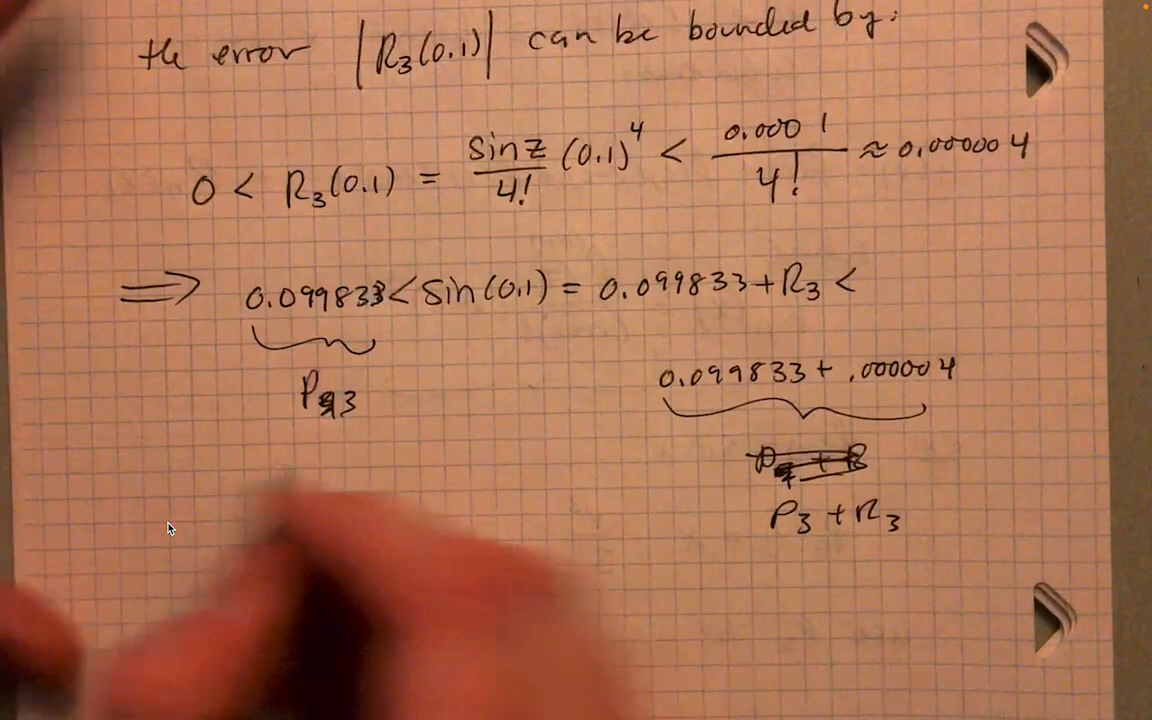 the error |R₃(0.1)| can be bounded by:
0 < R₃(0.1) = sin z / 4! (0.1)⁴ < 0.0001 / 4! ≈ 0.000004
⟹ 0.099833 < sin(0.1) = 0.099833 + R₃ <
0.099833 + .000004
P₃
P₃ + R₃